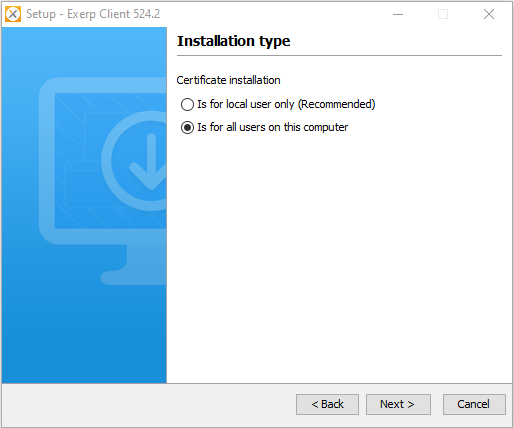 Setup - Exerp Client 524.2
Installation type
Certificate installation
Is for local user only (Recommended)
Is for all users on this computer
< Back
Next >
Cancel